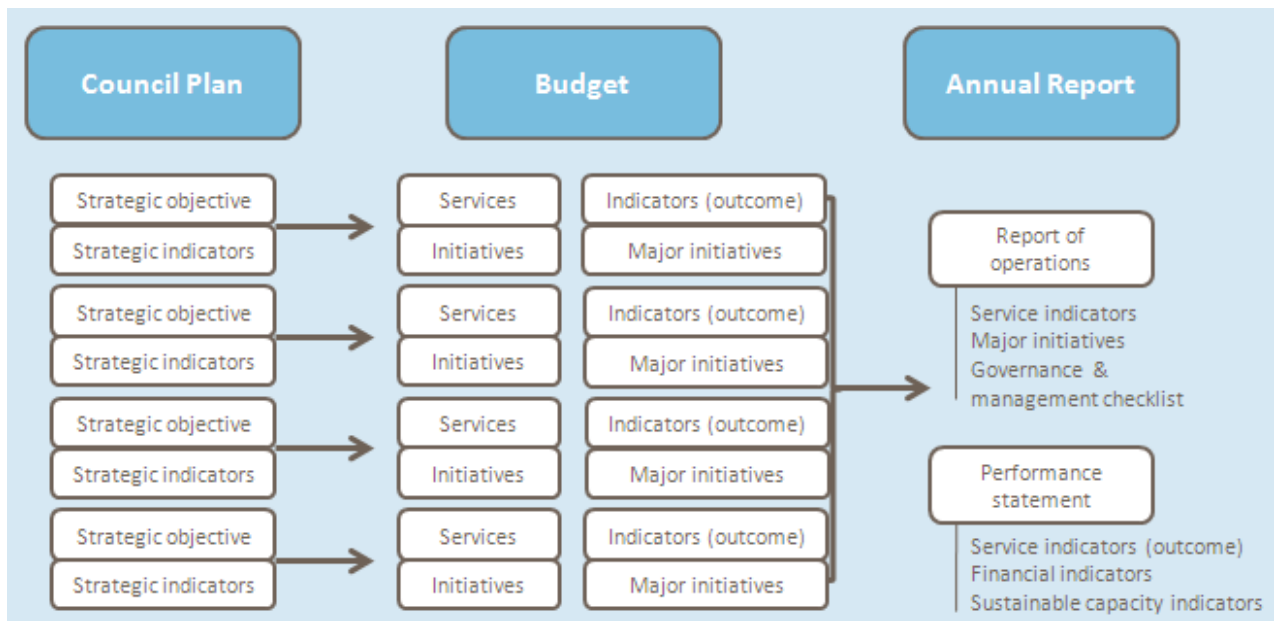 Council Plan
Budget
Annual Report
Strategic objective
Strategic indicators
Services
Initiatives
Indicators (outcome)
Major initiatives
Strategic objective
Strategic indicators
Services
Initiatives
Indicators (outcome)
Major initiatives
Strategic objective
Strategic indicators
Services
Initiatives
Indicators (outcome)
Major initiatives
Strategic objective
Strategic indicators
Services
Initiatives
Indicators (outcome)
Major initiatives
Report of
operations
Service indicators
Major initiatives
Governance &
management checklist
Performance
statement
Service indicators (outcome)
Financial indicators
Sustainable capacity indicators